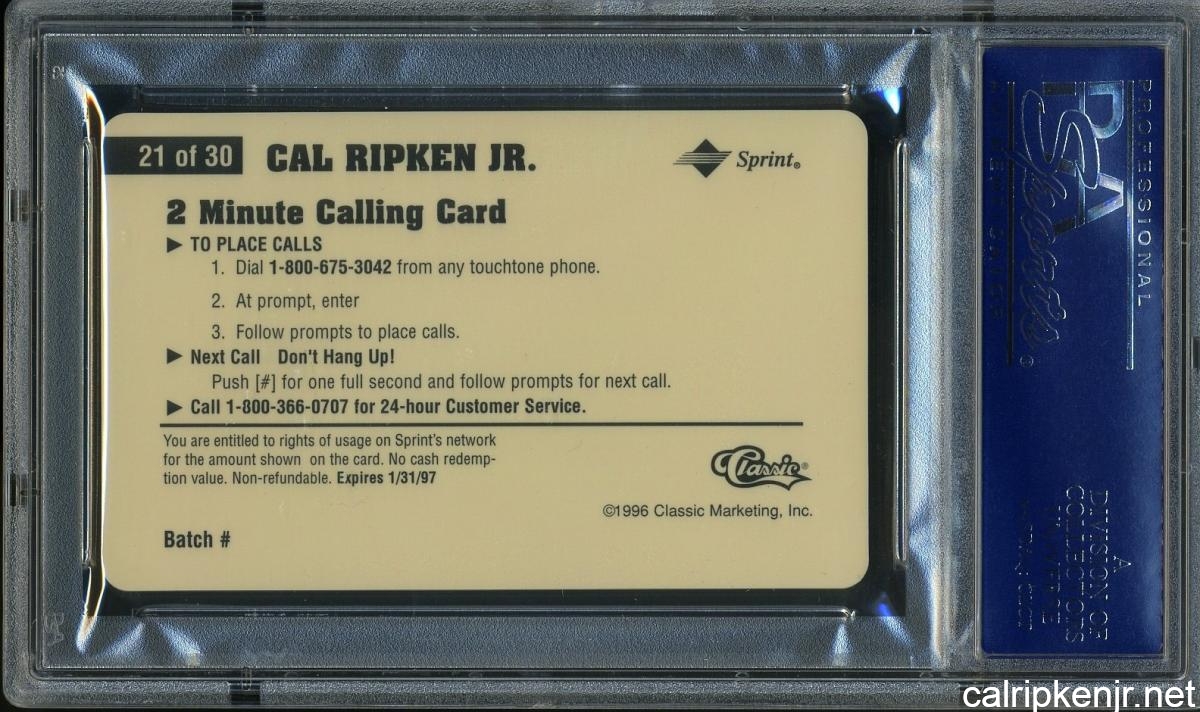 21 of 30 CAL RIPKEN JR.
Sprint®
2 Minute Calling Card
▶ TO PLACE CALLS
1. Dial 1-800-675-3042 from any touchtone phone.
2. At prompt, enter
3. Follow prompts to place calls.
▶ Next Call Don't Hang Up!
Push [#] for one full second and follow prompts for next call.
▶ Call 1-800-366-0707 for 24-hour Customer Service.
You are entitled to rights of usage on Sprint's network
for the amount shown on the card. No cash redemp-
tion value. Non-refundable. Expires 1/31/97
Classic®
©1996 Classic Marketing, Inc.
Batch #
PROFESSIONAL
PSA
Sports
A
DIVISION OF
COLLECTORS
UNIVERSE
calripkenjr.net